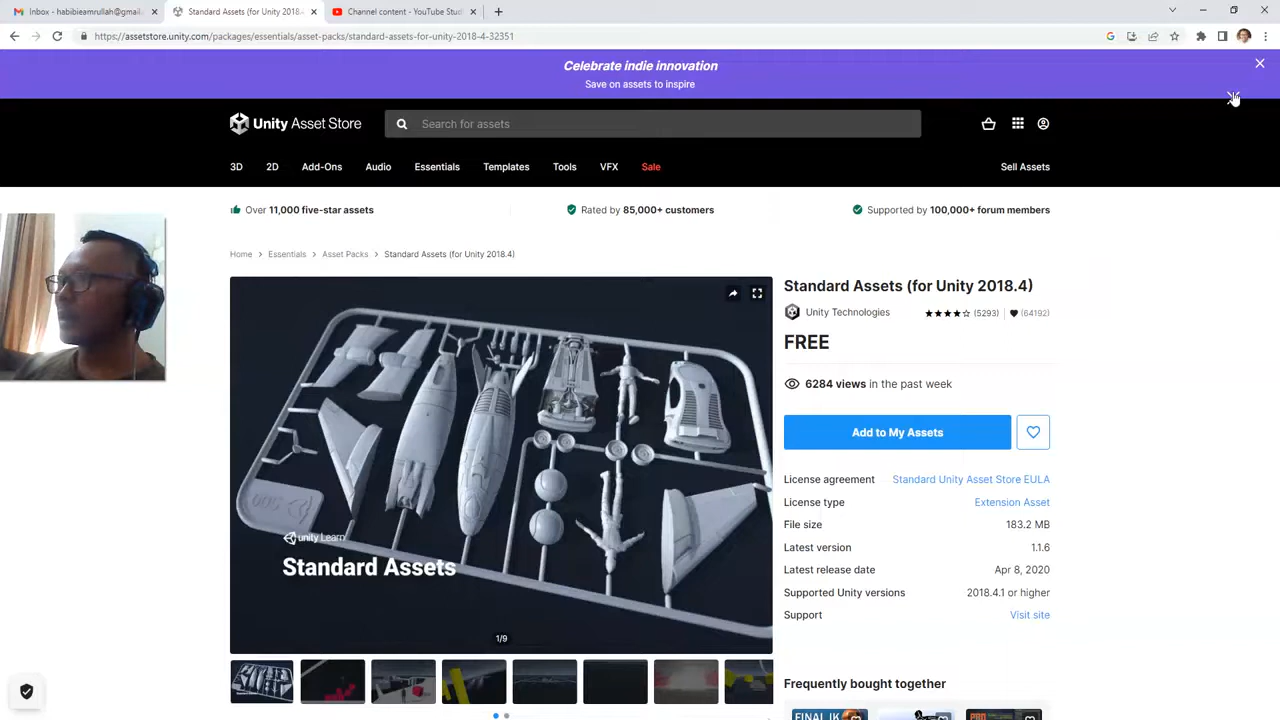 Inbox - habibieamrullah@gmail.
Standard Assets (for Unity 2018.4
Channel content - YouTube Stud
https://assetstore.unity.com/packages/essentials/asset-packs/standard-assets-for-unity-2018-4-32351
Celebrate indie innovation
Save on assets to inspire
Unity Asset Store
Search for assets
3D 2D Add-Ons Audio Essentials Templates Tools VFX Sale Sell Assets
Over 11,000 five-star assets Rated by 85,000+ customers Supported by 100,000+ forum members
Home > Essentials > Asset Packs > Standard Assets (for Unity 2018.4)
Standard Assets (for Unity 2018.4)
Unity Technologies (5293) | (64192)
FREE
6284 views in the past week
Add to My Assets
License agreement Standard Unity Asset Store EULA
License type Extension Asset
File size 183.2 MB
Latest version 1.1.6
Latest release date Apr 8, 2020
Supported Unity versions 2018.4.1 or higher
Support Visit site
unity Learn
Standard Assets
1/9
Frequently bought together
FINAL IK
PRO